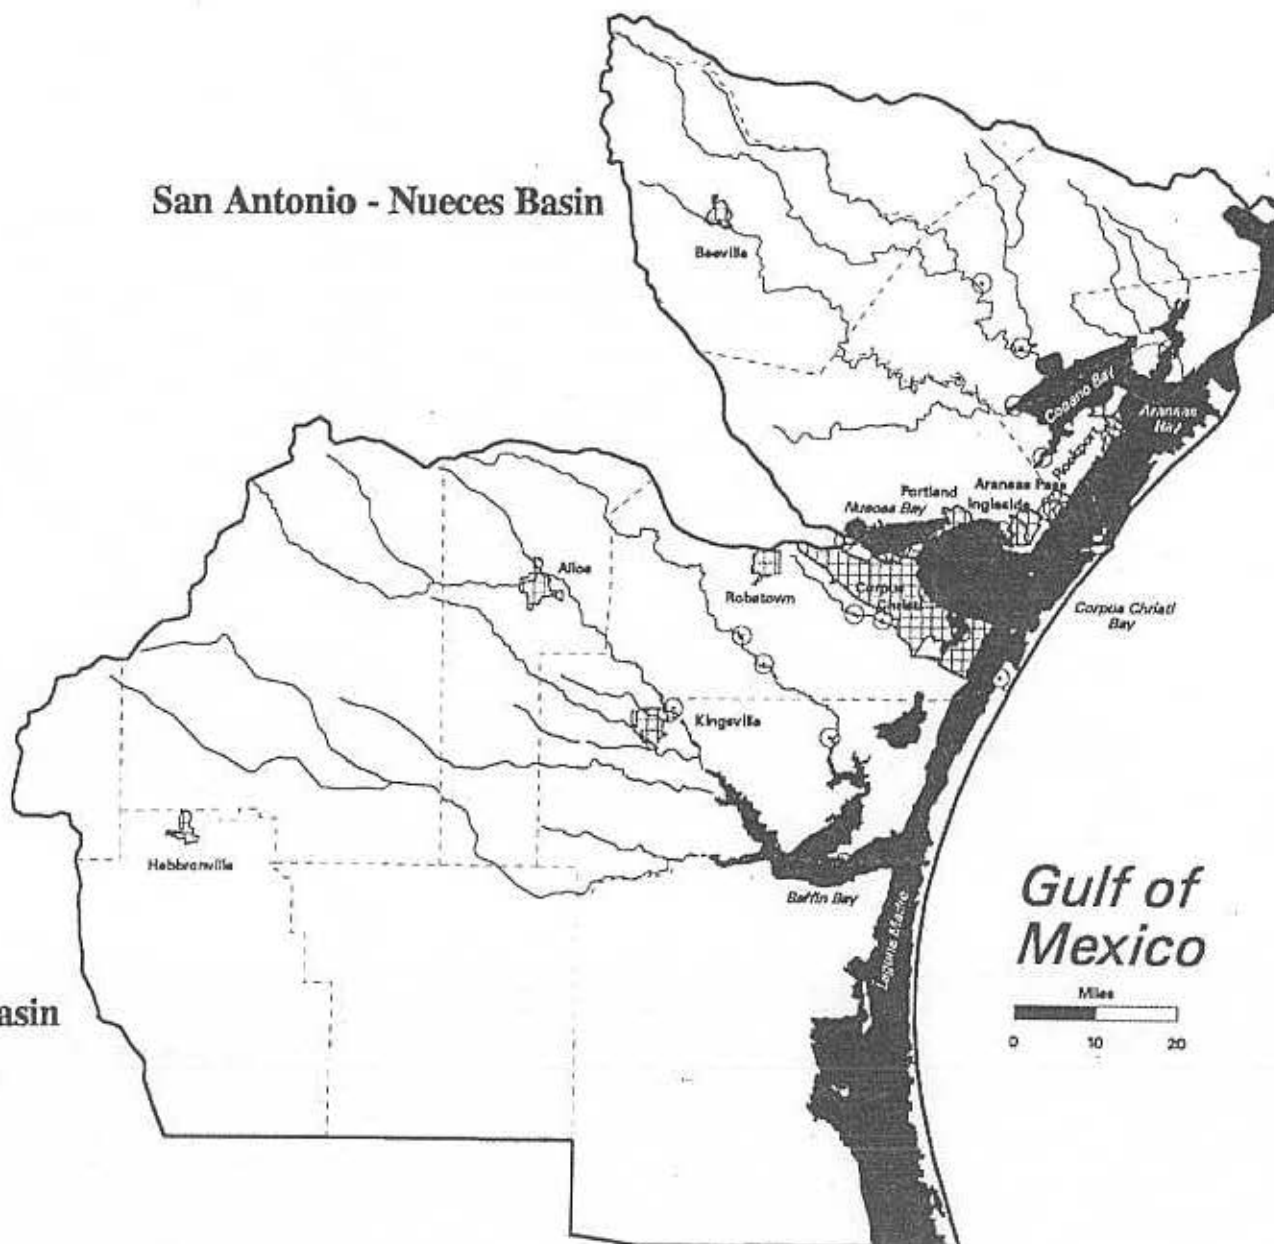 San Antonio - Nueces Basin
Beeville
Copano Bay
Aransas
Bay
Rockport
Aransas Pass
Portland
Ingleside
Nueces Bay
Alice
Robstown
Corpus
Christi
Corpus Christi
Bay
Kingsville
Hebbronville
Baffin Bay
Laguna Madre
Gulf of
Mexico
Miles
0 10 20
asin